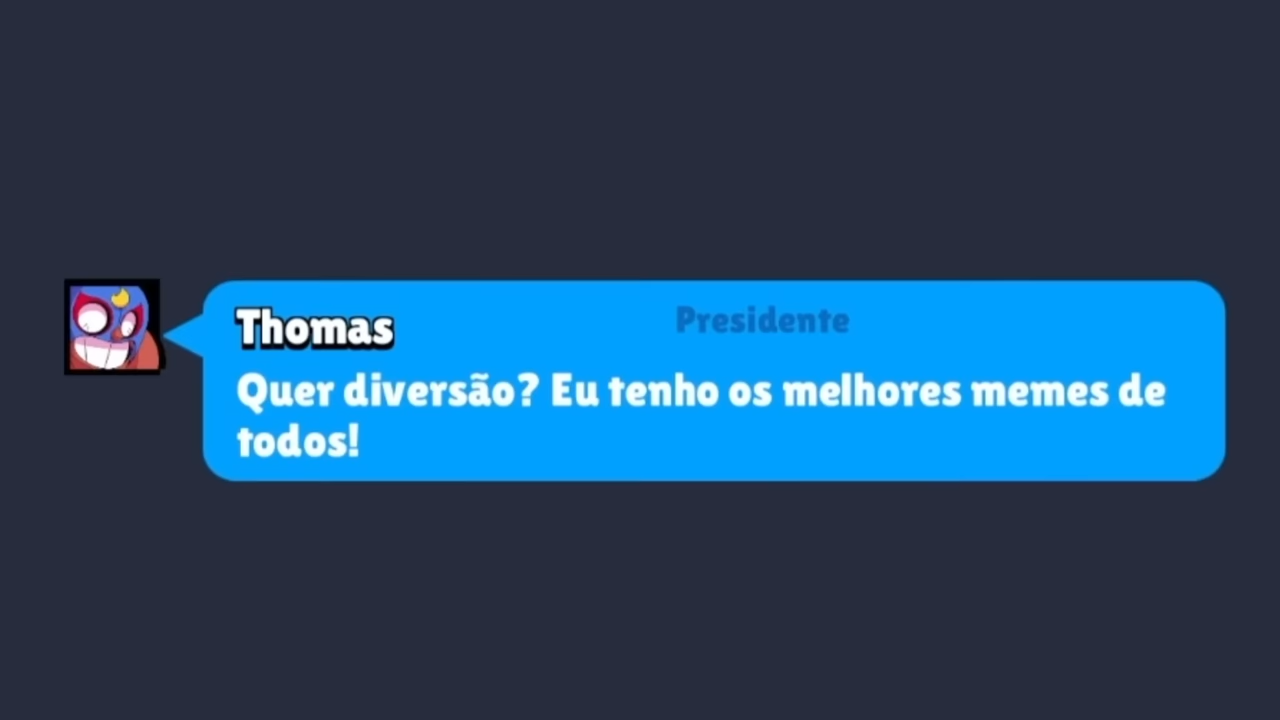 Thomas
Presidente
Quer diversão? Eu tenho os melhores memes de
todos!